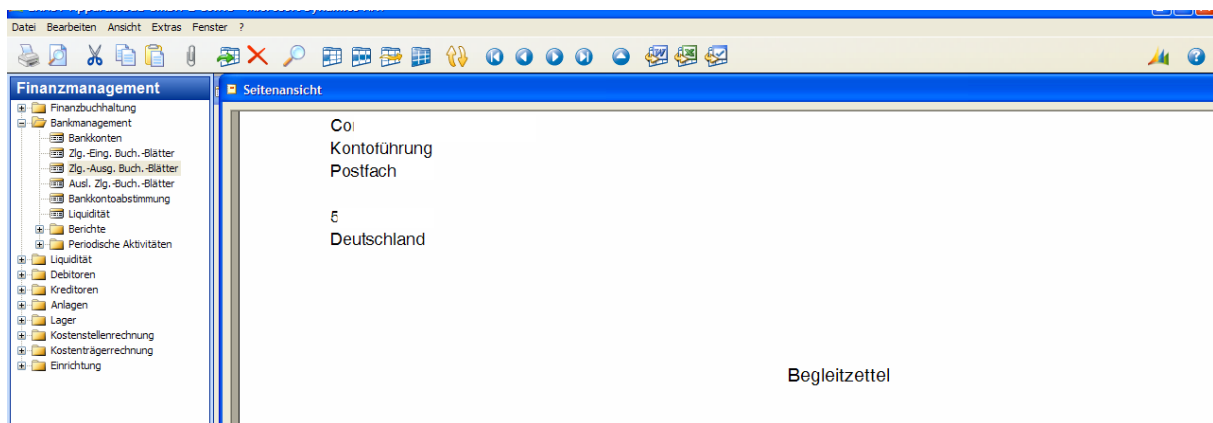 Datei Bearbeiten Ansicht Extras Fenster ?
Finanzmanagement
Finanzbuchhaltung
Bankmanagement
Bankkonten
Zlg.-Eing. Buch.-Blätter
Zlg.-Ausg. Buch.-Blätter
Ausl. Zlg.-Buch.-Blätter
Bankkontoabstimmung
Liquidität
Berichte
Periodische Aktivitäten
Liquidität
Debitoren
Kreditoren
Anlagen
Lager
Kostenstellenrechnung
Kostenträgerrechnung
Einrichtung
Seitenansicht
Kontoführung
Postfach
Deutschland
Begleitzettel